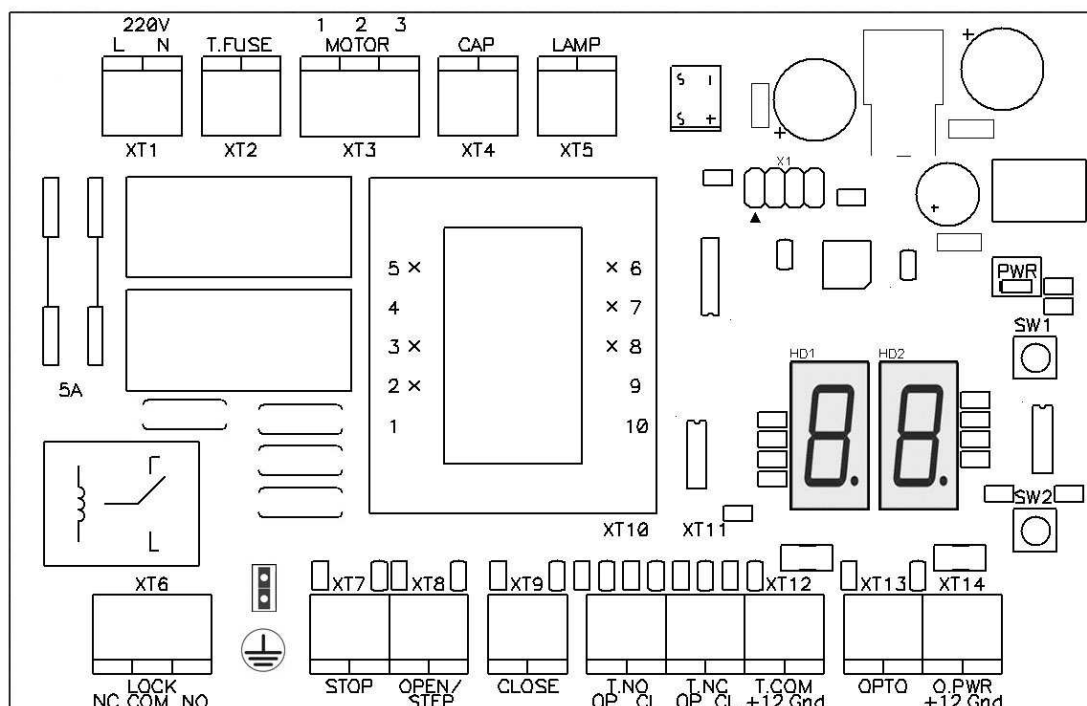 220V 1 2 3
L N T.FUSE MOTOR CAP LAMP
XT1 XT2 XT3 XT4 XT5
S -
S +
+
+
X1
+
5 × × 6
4 × 7
3 × × 8
2 × 9
1 10
PWR
SW1
HD1 HD2
8. 8.
5A
SW2
XT10 XT11
XT6 XT7 XT8 XT9 XT12 XT13 XT14
LOCK STOP OPEN/ CLOSE T.NO T.NC T.COM OPTO O.PWR
NC COM NO STEP OP CL OP CL +12 Gnd +12 Gnd